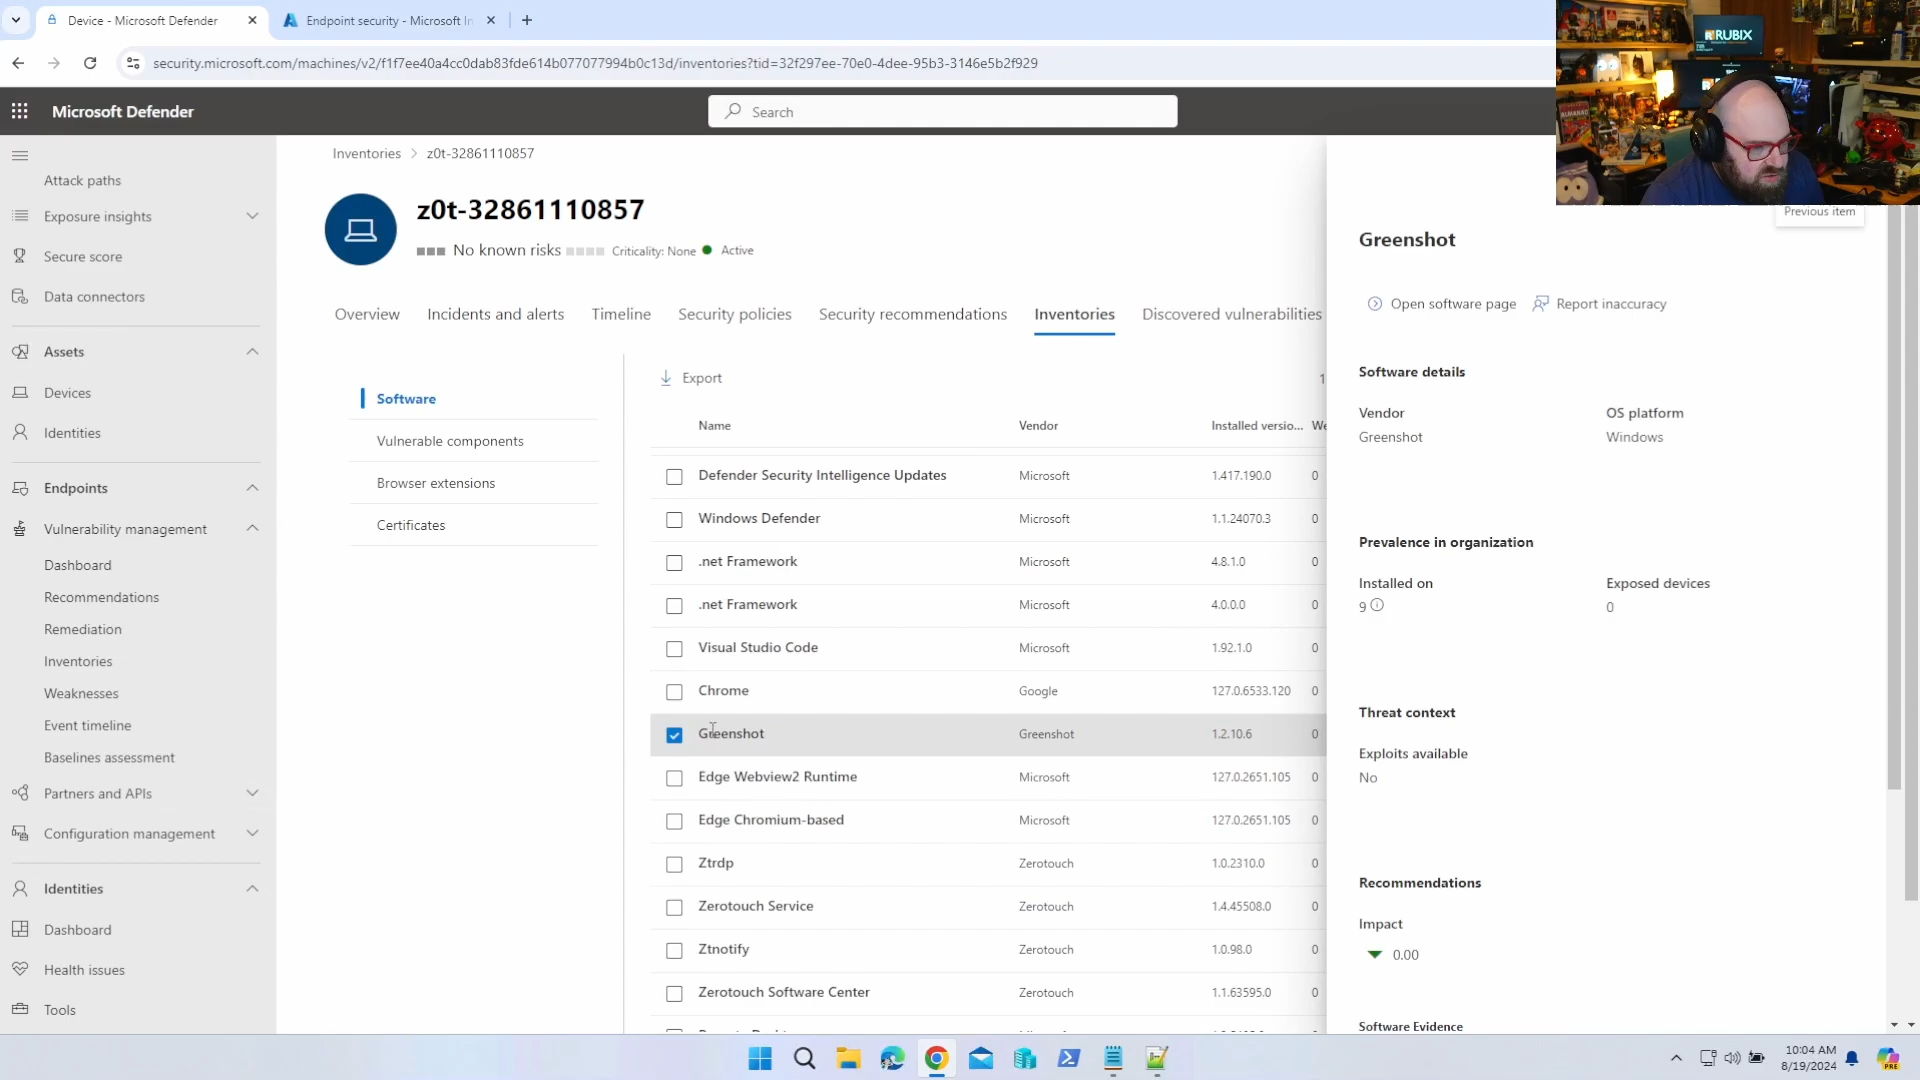 Device - Microsoft Defender
Endpoint security - Microsoft In
security.microsoft.com/machines/v2/f1f7ee40a4cc0dab83fde614b077077994b0c13d/inventories?tid=32f297ee-70e0-4dee-95b3-3146e5b2f929
RUBIX
Microsoft Defender
Search
Attack paths
Exposure insights
Secure score
Data connectors
Assets
Devices
Identities
Endpoints
Vulnerability management
Dashboard
Recommendations
Remediation
Inventories
Weaknesses
Event timeline
Baselines assessment
Partners and APIs
Configuration management
Identities
Dashboard
Health issues
Tools
Inventories > z0t-32861110857
z0t-32861110857
No known risks Criticality: None Active
Overview Incidents and alerts Timeline Security policies Security recommendations Inventories Discovered vulnerabilities
Software
Vulnerable components
Browser extensions
Certificates
Export 1
Name Vendor Installed versio... We
Defender Security Intelligence Updates Microsoft 1.417.190.0 0
Windows Defender Microsoft 1.1.24070.3 0
.net Framework Microsoft 4.8.1.0 0
.net Framework Microsoft 4.0.0.0 0
Visual Studio Code Microsoft 1.92.1.0 0
Chrome Google 127.0.6533.120 0
Greenshot Greenshot 1.2.10.6 0
Edge Webview2 Runtime Microsoft 127.0.2651.105 0
Edge Chromium-based Microsoft 127.0.2651.105 0
Ztrdp Zerotouch 1.0.2310.0 0
Zerotouch Service Zerotouch 1.4.45508.0 0
Ztnotify Zerotouch 1.0.98.0 0
Zerotouch Software Center Zerotouch 1.1.63595.0 0
Previous item
Greenshot
Open software page Report inaccuracy
Software details
Vendor OS platform
Greenshot Windows
Prevalence in organization
Installed on Exposed devices
9 0
Threat context
Exploits available
No
Recommendations
Impact
0.00
Software Evidence
10:04 AM
8/19/2024
PRE